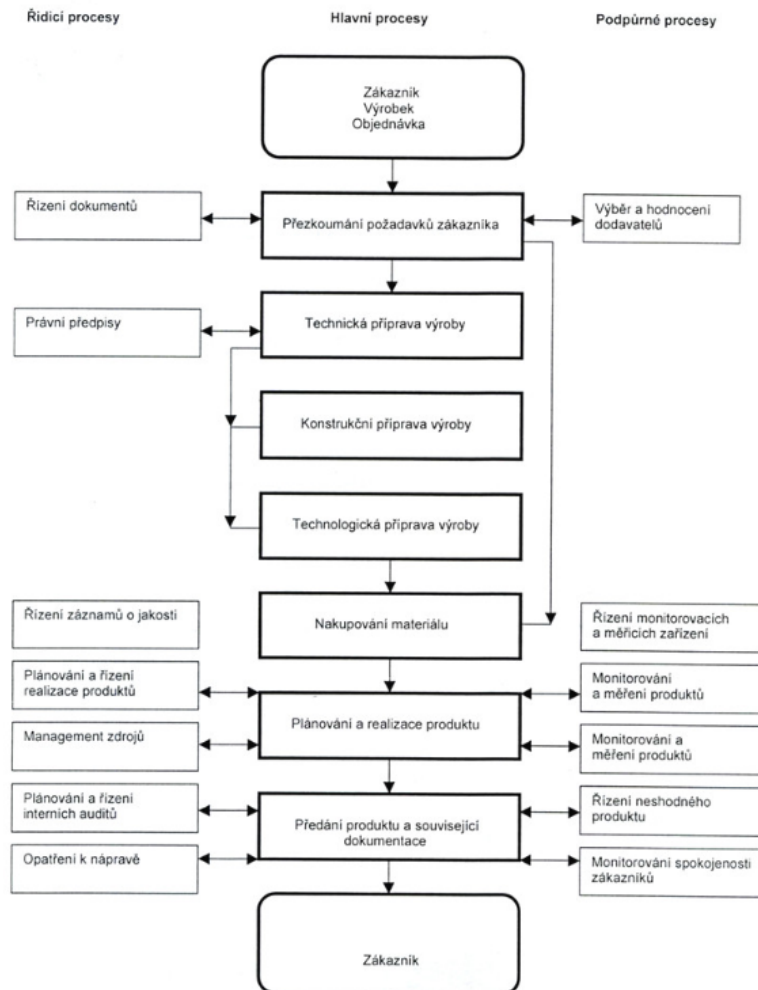 Řídicí procesy
Hlavní procesy
Podpůrné procesy
Zákazník
Výrobek
Objednávka
Řízení dokumentů
Přezkoumání požadavků zákazníka
Výběr a hodnocení
dodavatelů
Právní předpisy
Technická příprava výroby
Konstrukční příprava výroby
Technologická příprava výroby
Řízení záznamů o jakosti
Nakupování materiálu
Řízení monitorovacích
a měřicích zařízení
Plánování a řízení
realizace produktů
Plánování a realizace produktu
Monitorování
a měření produktů
Management zdrojů
Monitorování a
měření produktů
Plánování a řízení
interních auditů
Předání produktu a související
dokumentace
Řízení neshodného
produktu
Opatření k nápravě
Monitorování spokojenosti
zákazníků
Zákazník